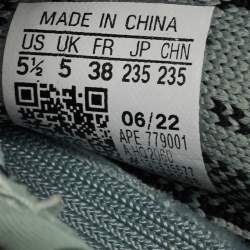 MADE IN CHINA
US UK FR JP CHN
5½ 5 38 235 235
06/22
APE 779001